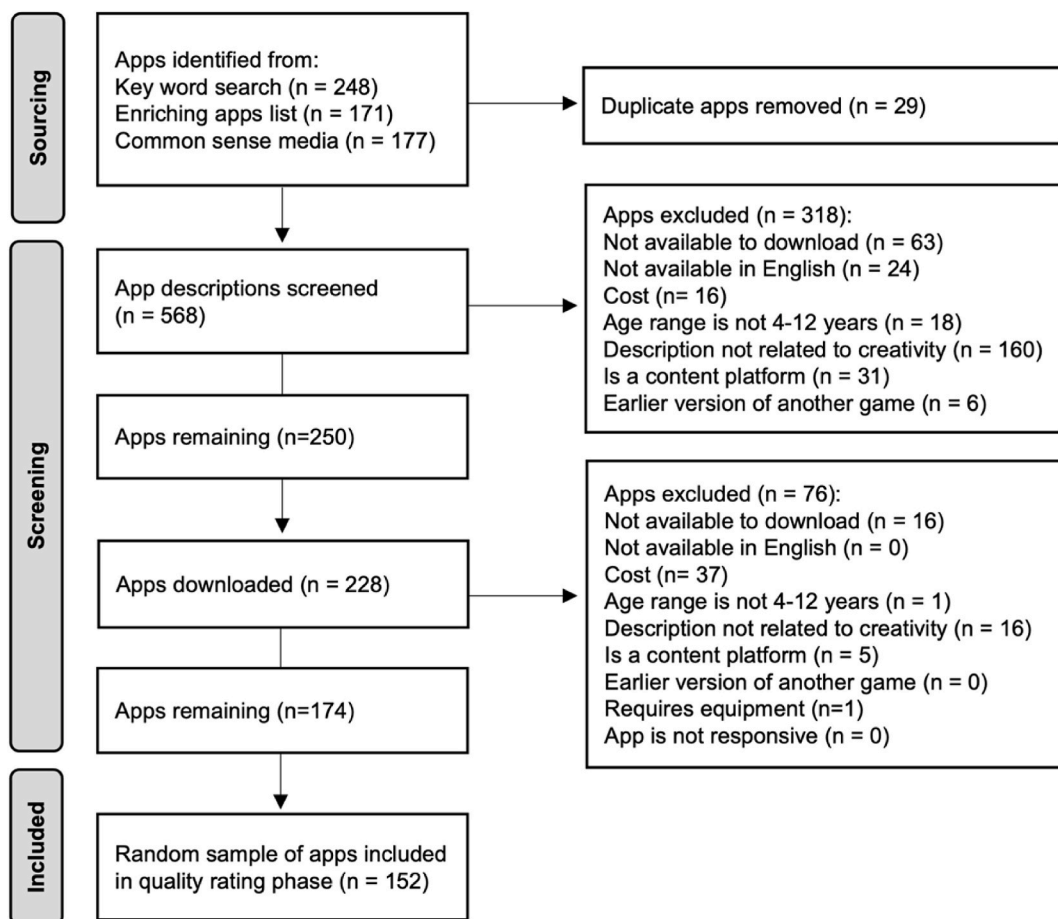 Sourcing
Apps identified from:
Key word search (n = 248)
Enriching apps list (n = 171)
Common sense media (n = 177)
Duplicate apps removed (n = 29)
Screening
App descriptions screened
(n = 568)
Apps excluded (n = 318):
Not available to download (n = 63)
Not available in English (n = 24)
Cost (n= 16)
Age range is not 4-12 years (n = 18)
Description not related to creativity (n = 160)
Is a content platform (n = 31)
Earlier version of another game (n = 6)
Apps remaining (n=250)
Apps downloaded (n = 228)
Apps excluded (n = 76):
Not available to download (n = 16)
Not available in English (n = 0)
Cost (n= 37)
Age range is not 4-12 years (n = 1)
Description not related to creativity (n = 16)
Is a content platform (n = 5)
Earlier version of another game (n = 0)
Requires equipment (n=1)
App is not responsive (n = 0)
Apps remaining (n=174)
Included
Random sample of apps included
in quality rating phase (n = 152)